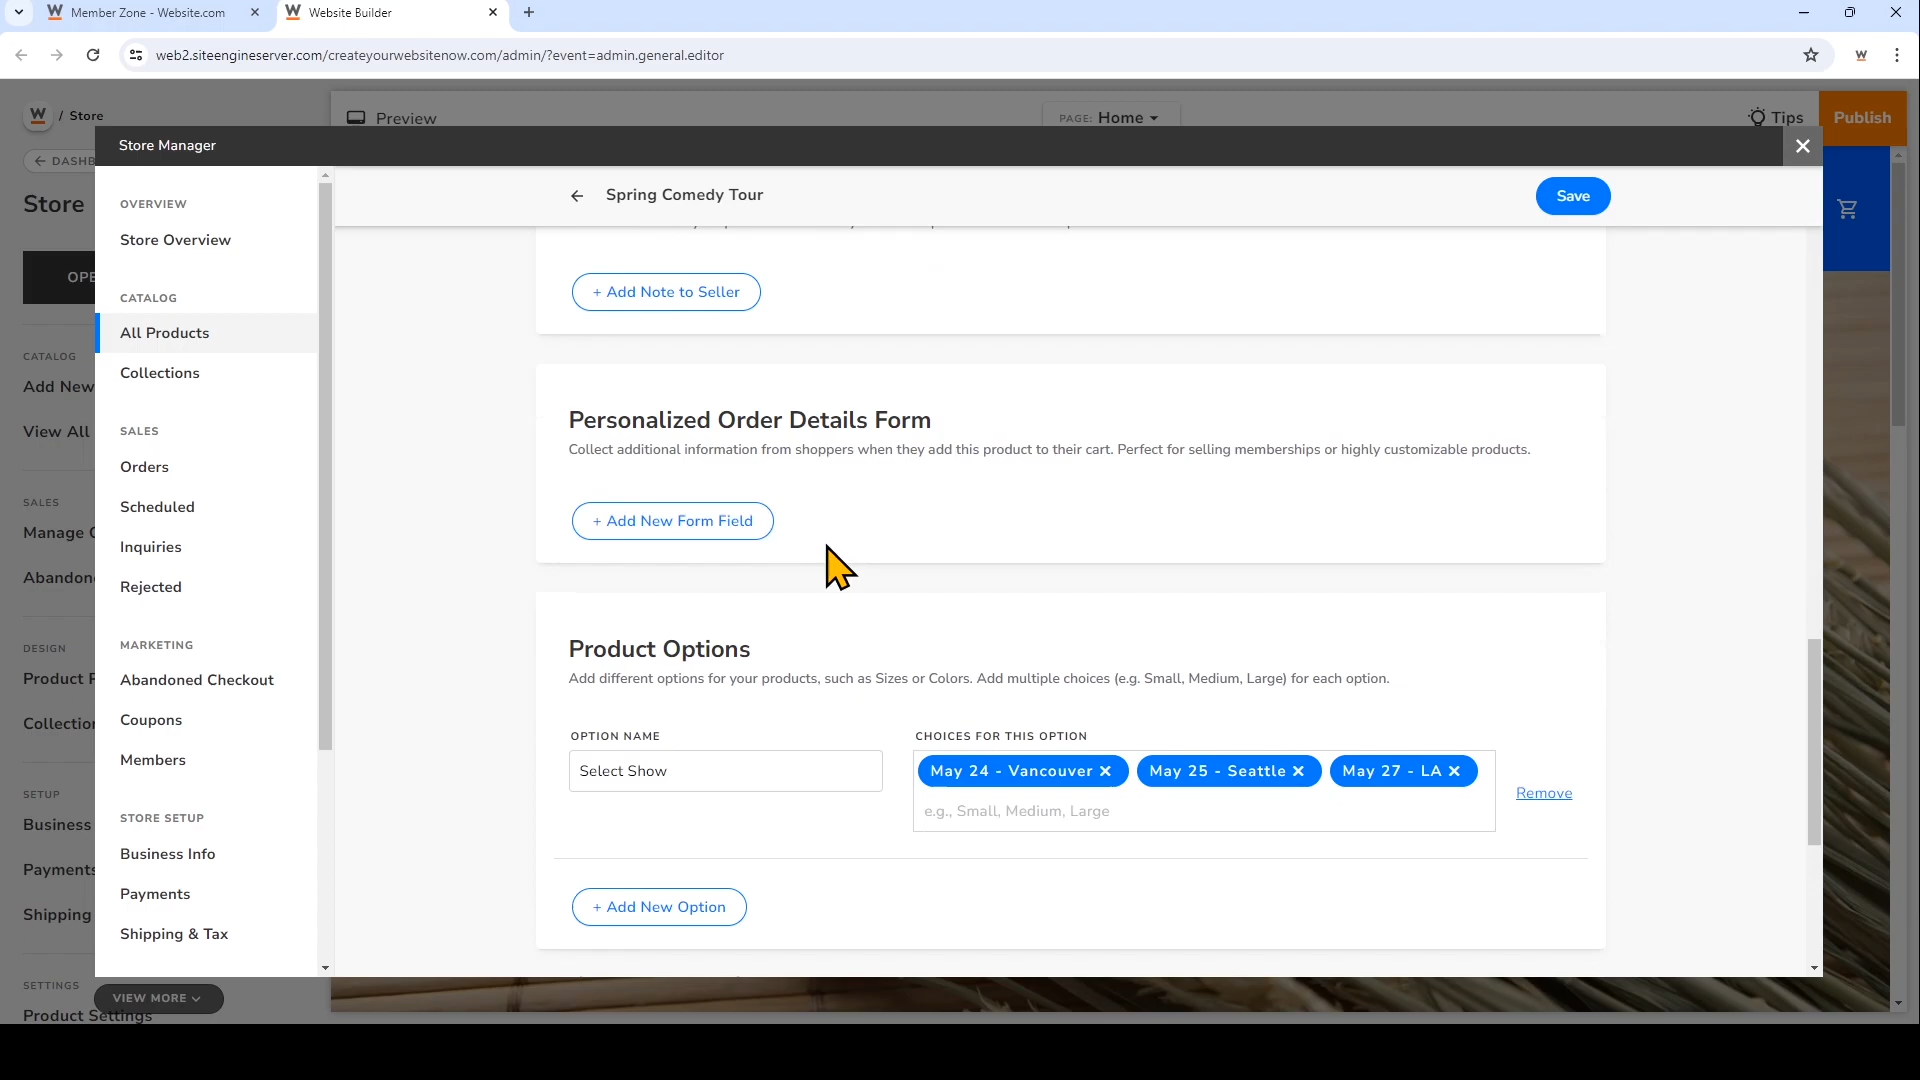 Member Zone - Website.com
Website Builder
web2.siteengineserver.com/createyourwebsitenow.com/admin/?event=admin.general.editor
W / Store
Preview
PAGE: Home
Tips
Publish
DASHB
Store
OPE
CATALOG
Add New
View All
SALES
Manage
Abandon
DESIGN
Product
Collection
SETUP
Business
Payments
Shipping
SETTINGS
Product Settings
VIEW MORE
Store Manager
OVERVIEW
Store Overview
CATALOG
All Products
Collections
SALES
Orders
Scheduled
Inquiries
Rejected
MARKETING
Abandoned Checkout
Coupons
Members
STORE SETUP
Business Info
Payments
Shipping & Tax
Spring Comedy Tour
Save
+ Add Note to Seller
Personalized Order Details Form
Collect additional information from shoppers when they add this product to their cart. Perfect for selling memberships or highly customizable products.
+ Add New Form Field
Product Options
Add different options for your products, such as Sizes or Colors. Add multiple choices (e.g. Small, Medium, Large) for each option.
OPTION NAME
CHOICES FOR THIS OPTION
Select Show
May 24 - Vancouver
May 25 - Seattle
May 27 - LA
e.g., Small, Medium, Large
Remove
+ Add New Option